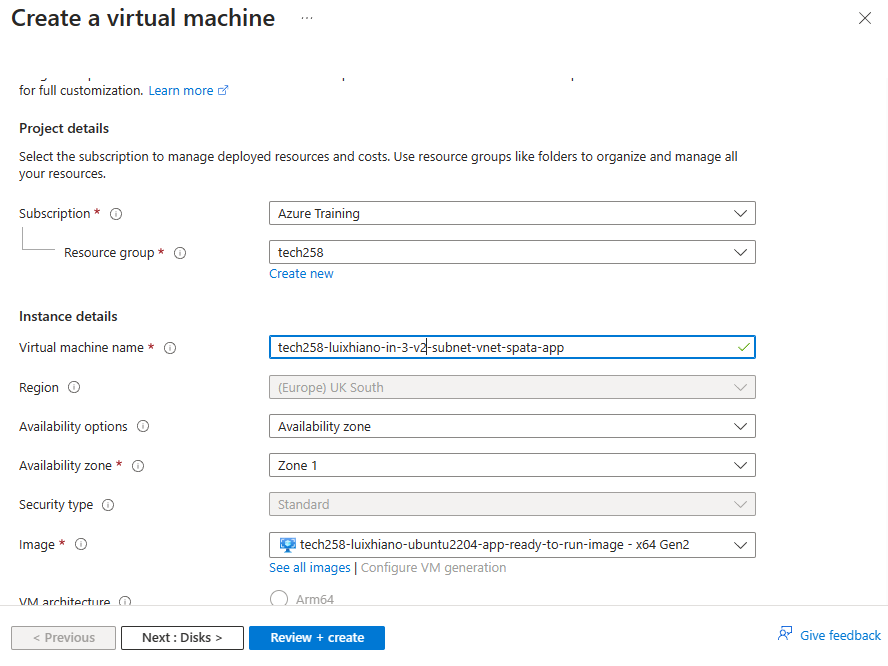 Create a virtual machine ...
for full customization. Learn more
Project details
Select the subscription to manage deployed resources and costs. Use resource groups like folders to organize and manage all
your resources.
Subscription * Azure Training
Resource group * tech258
Create new
Instance details
Virtual machine name * tech258-luixhiano-in-3-v2-subnet-vnet-spata-app
Region (Europe) UK South
Availability options Availability zone
Availability zone * Zone 1
Security type Standard
Image * tech258-luixhiano-ubuntu2204-app-ready-to-run-image - x64 Gen2
See all images | Configure VM generation
VM architecture Arm64
< Previous Next : Disks > Review + create Give feedback